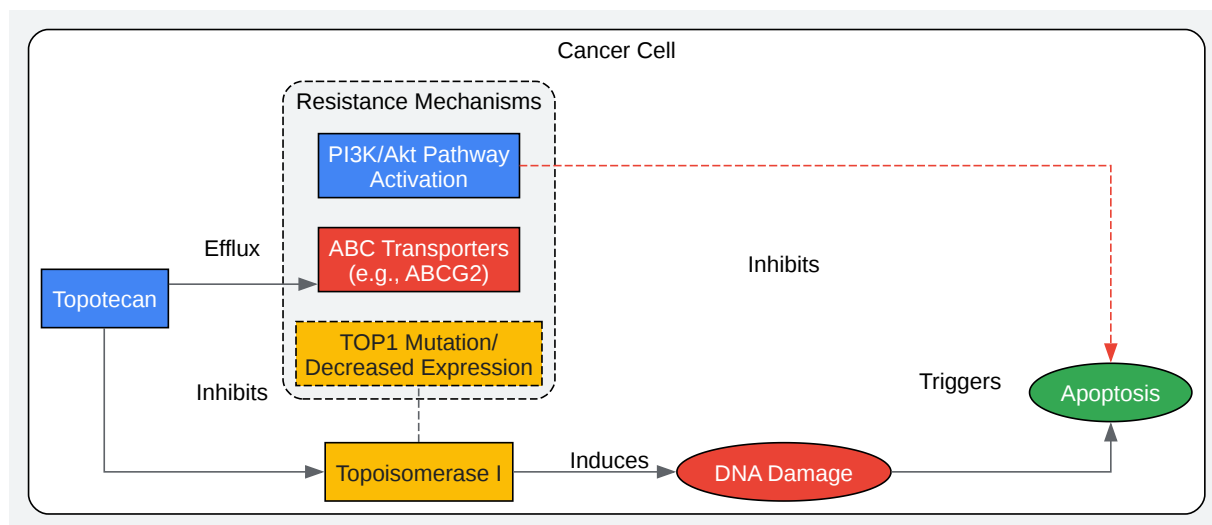 Cancer Cell
Resistance Mechanisms
PI3K/Akt Pathway
Activation
Efflux
ABC Transporters
(e.g., ABCG2)
Inhibits
Topotecan
TOP1 Mutation/
Decreased Expression
Inhibits
Triggers
Apoptosis
Topoisomerase I
Induces
DNA Damage